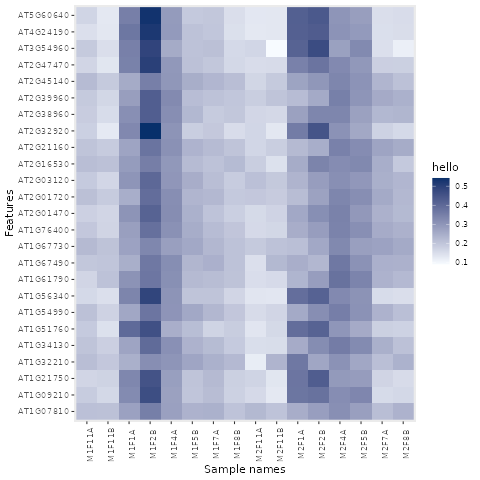 AT5G60640
AT4G24190
AT3G54960
AT2G47470
AT2G45140
AT2G39960
AT2G38960
AT2G32920
AT2G21160
AT2G16530
AT2G03120
AT2G01720
AT2G01470
AT1G76400
AT1G67730
AT1G67490
AT1G61790
AT1G56340
AT1G54990
AT1G51760
AT1G34130
AT1G32210
AT1G21750
AT1G09210
AT1G07810
Features
M1F11A
M1F11B
M1F1A
M1F2B
M1F4A
M1F5B
M1F7A
M1F8B
M2F11A
M2F11B
M2F1A
M2F2B
M2F4A
M2F5B
M2F7A
M2F8B
Sample names
hello
0.5
0.4
0.3
0.2
0.1